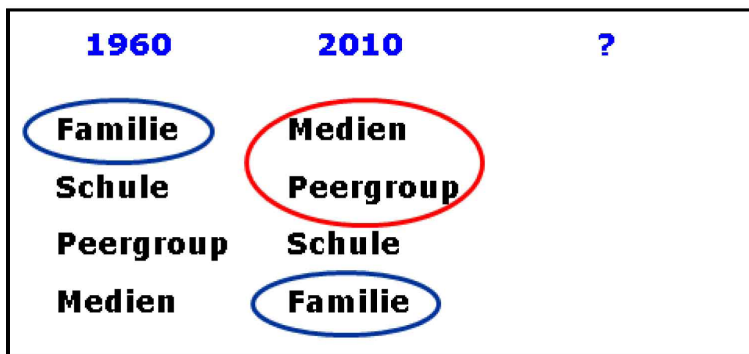 1960 2010 ?
Familie Medien
Schule Peergroup
Peergroup Schule
Medien Familie